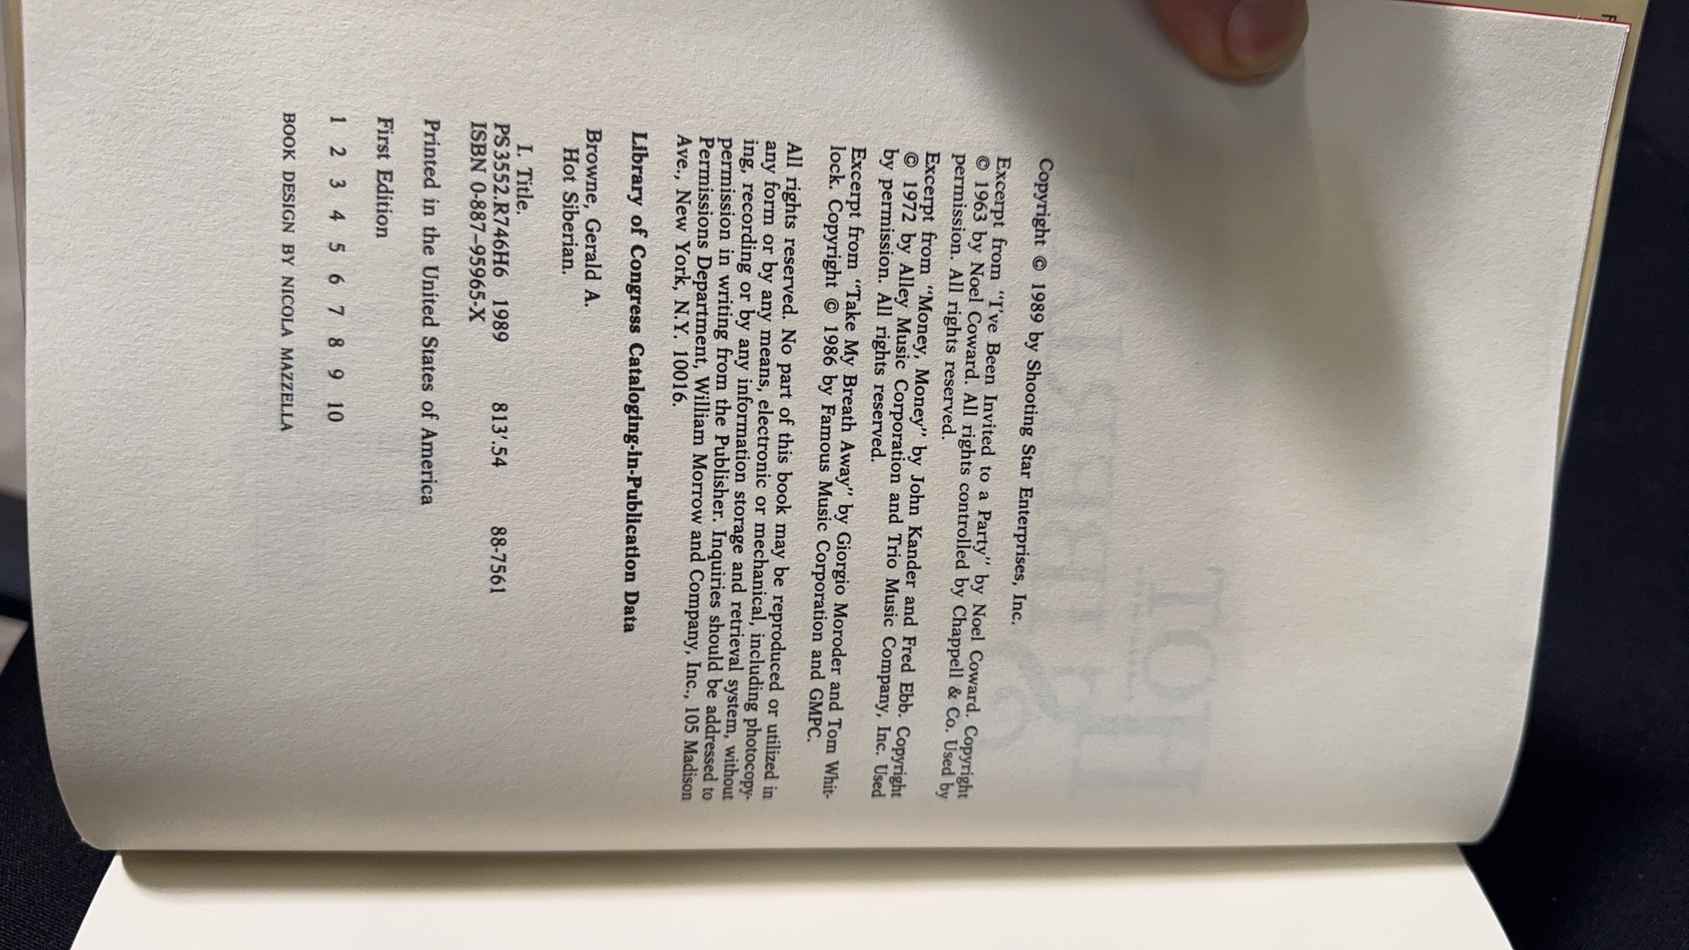 Copyright © 1989 by Shooting Star Enterprises, Inc.
Excerpt from "I've Been Invited to a Party" by Noel Coward. Copyright
© 1963 by Noel Coward. All rights controlled by Chappell & Co. Used by
permission. All rights reserved.
Excerpt from "Money, Money" by John Kander and Fred Ebb. Copyright
© 1972 by Alley Music Corporation and Trio Music Company, Inc. Used
by permission. All rights reserved.
Excerpt from "Take My Breath Away" by Giorgio Moroder and Tom Whit-
lock. Copyright © 1986 by Famous Music Corporation and GMPC.
All rights reserved. No part of this book may be reproduced or utilized in
any form or by any means, electronic or mechanical, including photocopy-
ing, recording or by any information storage and retrieval system, without
permission in writing from the Publisher. Inquiries should be addressed to
Permissions Department, William Morrow and Company, Inc., 105 Madison
Ave., New York, N.Y. 10016.
Library of Congress Cataloging-in-Publication Data
Browne, Gerald A.
Hot Siberian.
I. Title.
PS3552.R746H6 1989 813'.54 88-7561
ISBN 0-887-95965-X
Printed in the United States of America
First Edition
1 2 3 4 5 6 7 8 9 10
BOOK DESIGN BY NICOLA MAZZELLA